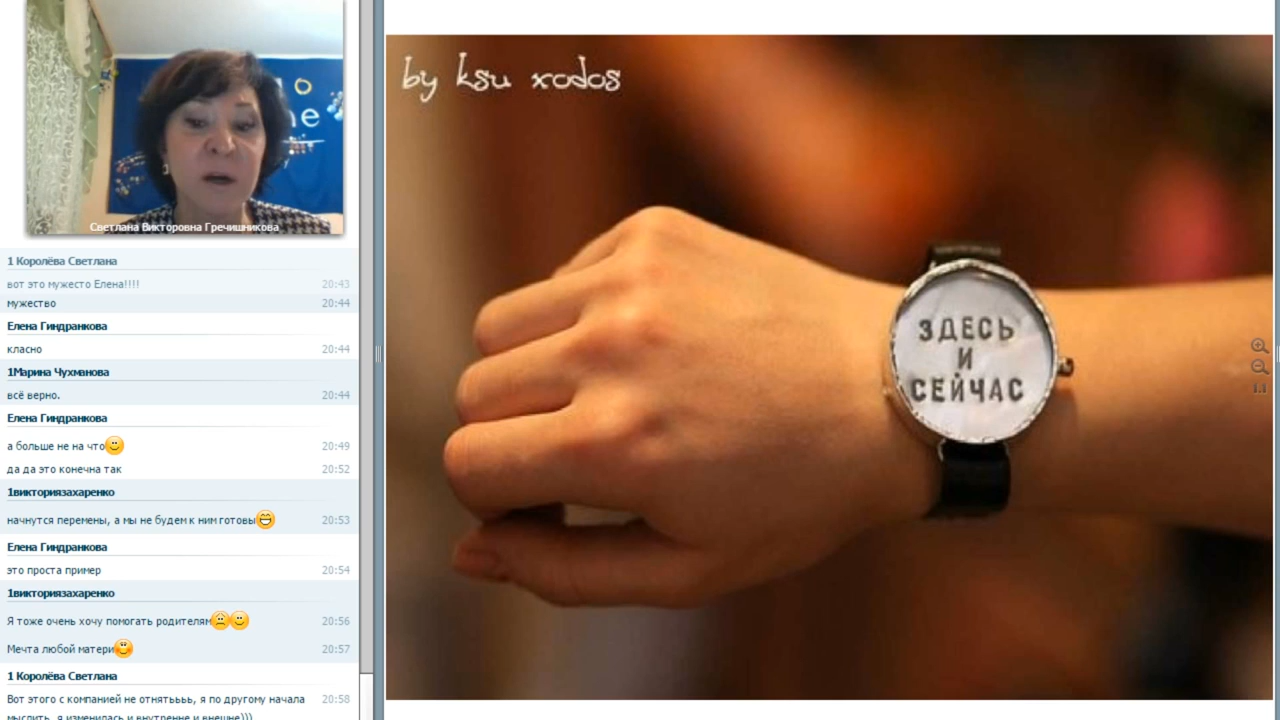 Светлана Викторовна Гречишникова
1 Королёва Светлана
вот это мужесто Елена!!!! 20:43
мужество 20:44
Елена Гиндранкова
класно 20:44
1Марина Чухманова
всё верно. 20:44
Елена Гиндранкова
а больше не на что 20:49
да да это конечна так 20:52
1викториязахаренко
начнутся перемены, а мы не будем к ним готовы 20:53
Елена Гиндранкова
это проста пример 20:54
1викториязахаренко
Я тоже очень хочу помогать родителям 20:56
Мечта любой матери 20:57
1 Королёва Светлана
Вот этого с компанией не отнятьььь, я по другому начала 20:58
мыслить, я изменилась и внутренне и внешне)))
by ksu xodos
ЗДЕСЬ
И
СЕЙЧАС
1:1